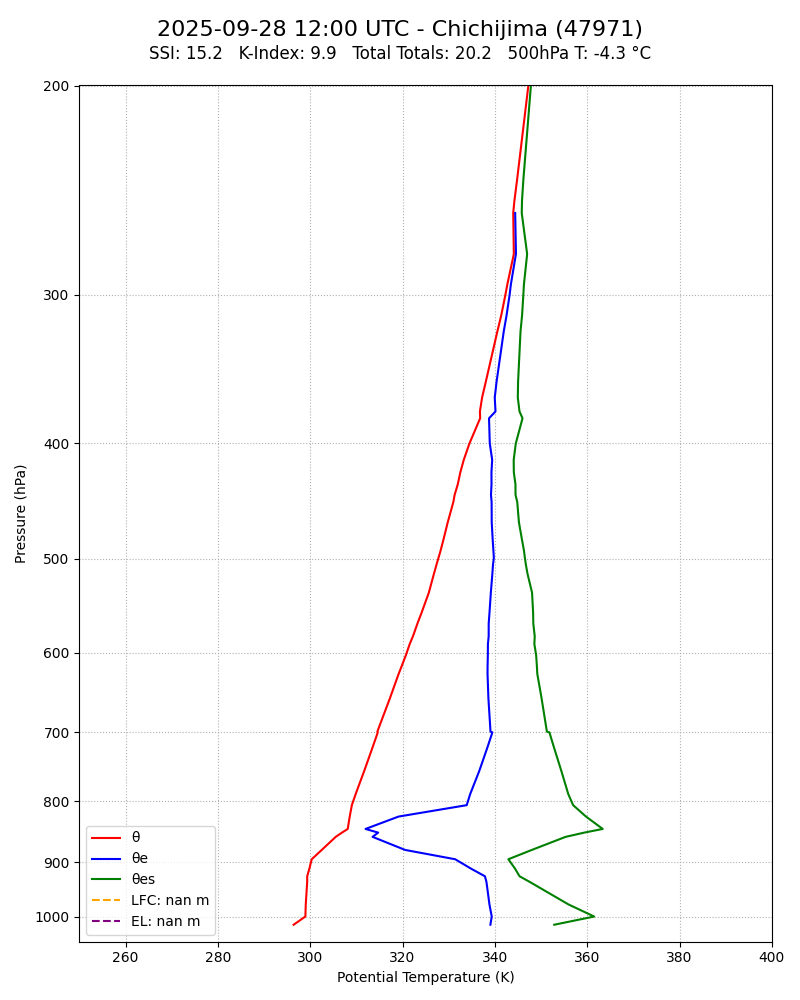 2025-09-28 12:00 UTC - Chichijima (47971)
SSI: 15.2   K-Index: 9.9   Total Totals: 20.2   500hPa T: -4.3 °C
200
300
400
500
600
700
800
900
1000
Pressure (hPa)
θ
θe
θes
LFC: nan m
EL: nan m
260 280 300 320 340 360 380 400
Potential Temperature (K)